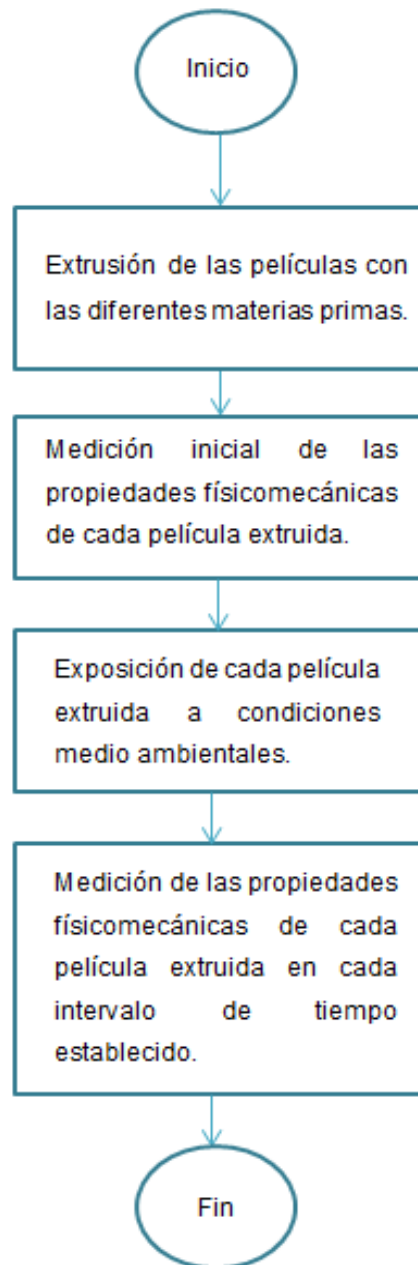 Inicio
Extrusión de las películas con
las diferentes materias primas.
Medición inicial de las
propiedades físicomecánicas
de cada película extruida.
Exposición de cada película
extruida a condiciones
medio ambientales.
Medición de las propiedades
físicomecánicas de cada
película extruida en cada
intervalo de tiempo
establecido.
Fin